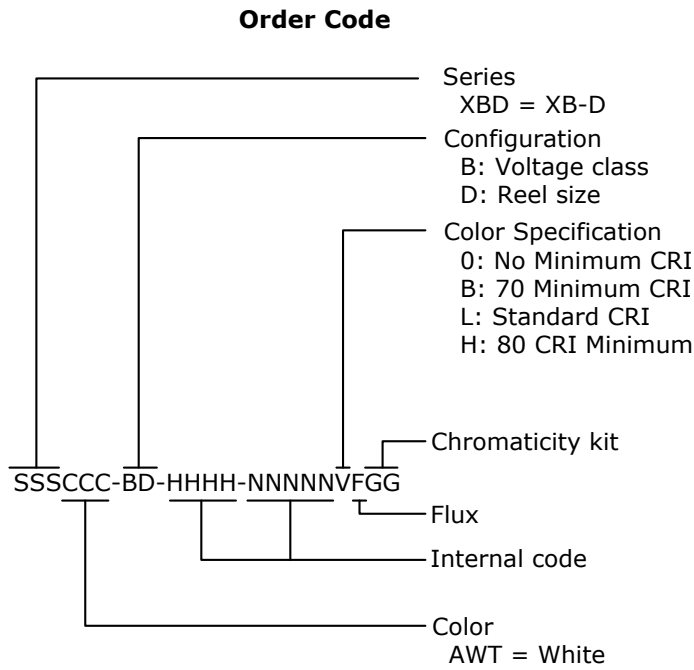 Order Code
Series
XBD = XB-D
Configuration
B: Voltage class
D: Reel size
Color Specification
0: No Minimum CRI
B: 70 Minimum CRI
L: Standard CRI
H: 80 CRI Minimum
Chromaticity kit
SSSCCC-BD-HHHH-NNNNNVFGG
Flux
Internal code
Color
AWT = White